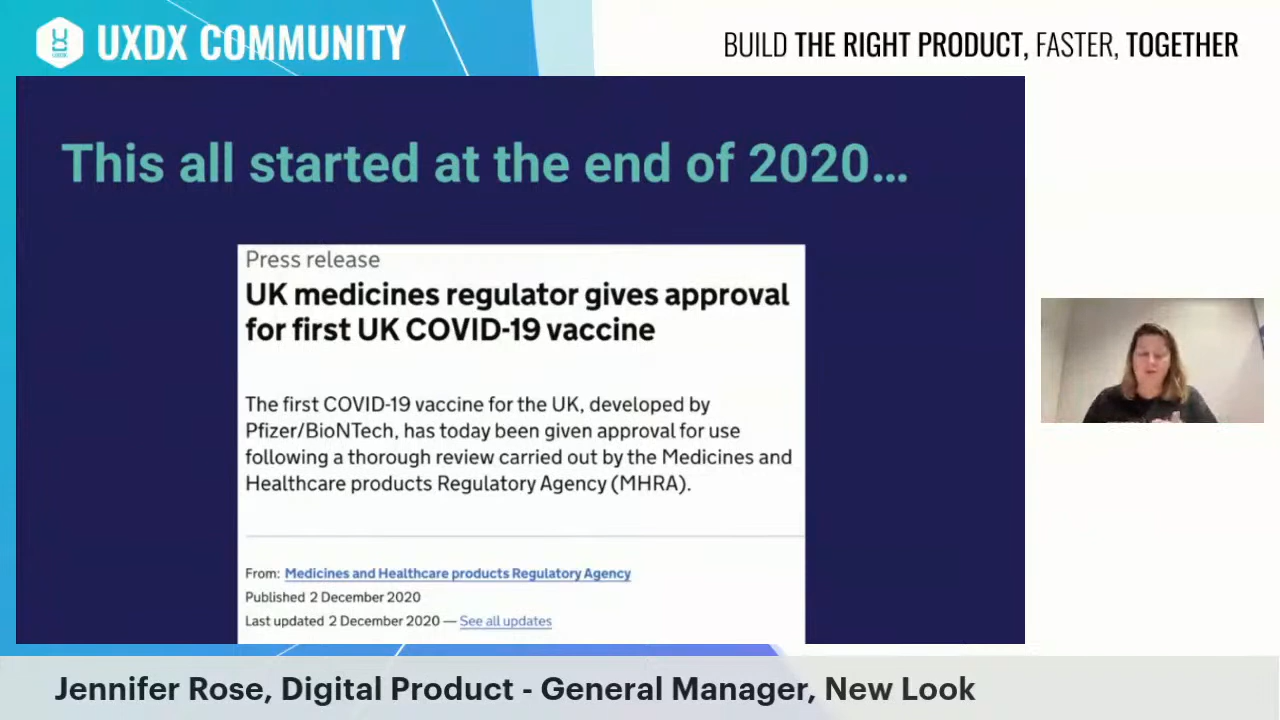 UXDX COMMUNITY
BUILD THE RIGHT PRODUCT, FASTER, TOGETHER
This all started at the end of 2020...
Press release
UK medicines regulator gives approval
for first UK COVID-19 vaccine
The first COVID-19 vaccine for the UK, developed by
Pfizer/BioNTech, has today been given approval for use
following a thorough review carried out by the Medicines and
Healthcare products Regulatory Agency (MHRA).
From: Medicines and Healthcare products Regulatory Agency
Published 2 December 2020
Last updated 2 December 2020 — See all updates
Jennifer Rose, Digital Product - General Manager, New Look